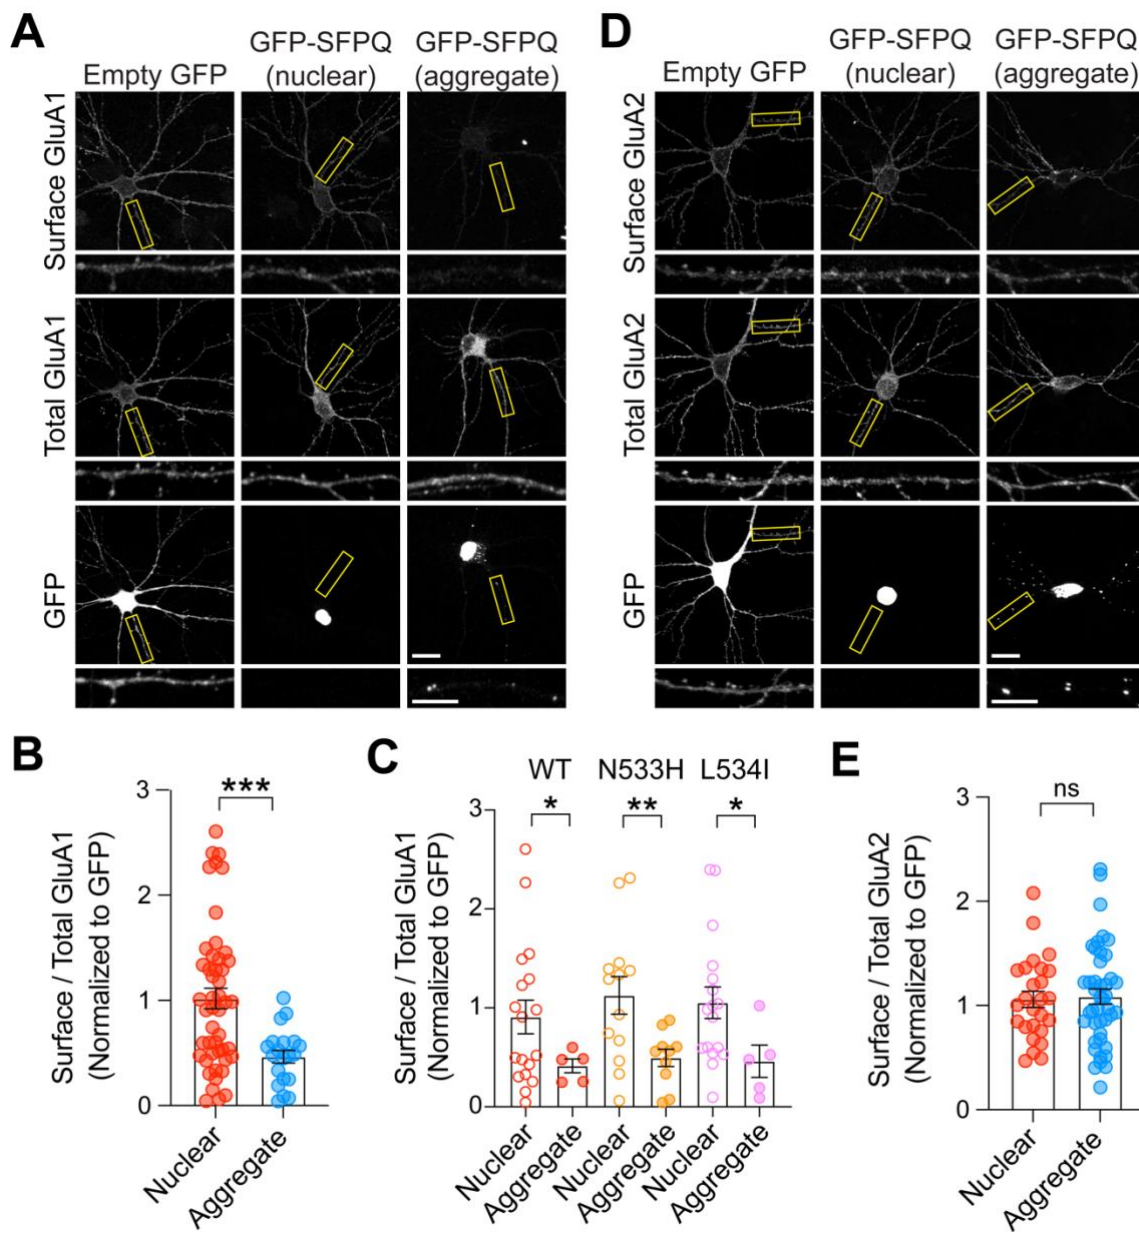 A
Empty GFP
GFP-SFPQ
(nuclear)
GFP-SFPQ
(aggregate)
Surface GluA1
Total GluA1
GFP
D
Empty GFP
GFP-SFPQ
(nuclear)
GFP-SFPQ
(aggregate)
Surface GluA2
Total GluA2
GFP
B
Surface / Total GluA1
(Normalized to GFP)
3
2
1
0
***
Nuclear
Aggregate
C
Surface / Total GluA1
(Normalized to GFP)
WT
N533H
L534I
3
2
1
0
*
**
*
Nuclear
Aggregate
Nuclear
Aggregate
Nuclear
Aggregate
E
Surface / Total GluA2
(Normalized to GFP)
3
2
1
0
ns
Nuclear
Aggregate